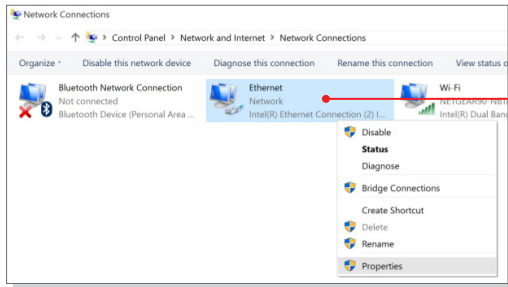 Network Connections
Control Panel > Network and Internet > Network Connections
Organize Disable this network device Diagnose this connection Rename this connection View status o
Bluetooth Network Connection
Not connected
Bluetooth Device (Personal Area ...
Ethernet
Network
Intel(R) Ethernet Connection (2) I...
Wi-Fi
NETGEAR90-NBTA
Intel(R) Dual Band
Disable
Status
Diagnose
Bridge Connections
Create Shortcut
Delete
Rename
Properties